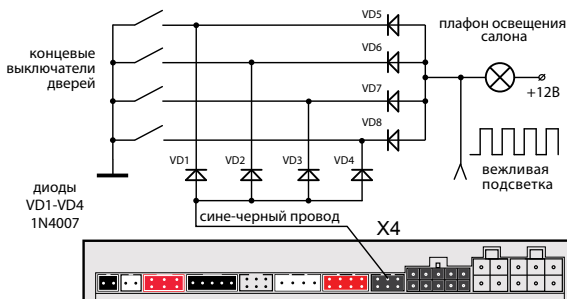 VD5
плафон освещения
салона
концевые
выключатели
дверей
VD6
+12В
VD7
VD8
VD1
VD2
VD3
VD4
вежливая
подсветка
диоды
VD1-VD4
1N4007
сине-черный провод
X4